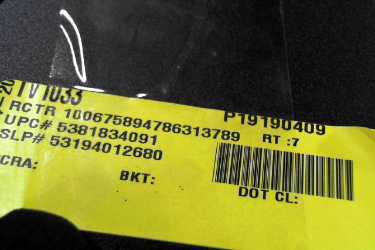 TV1033 P19190409
RCTR 100675894786313789 RT :7
UPC# 5381834091
SLP# 53194012680
CRA: BKT: DOT CL: